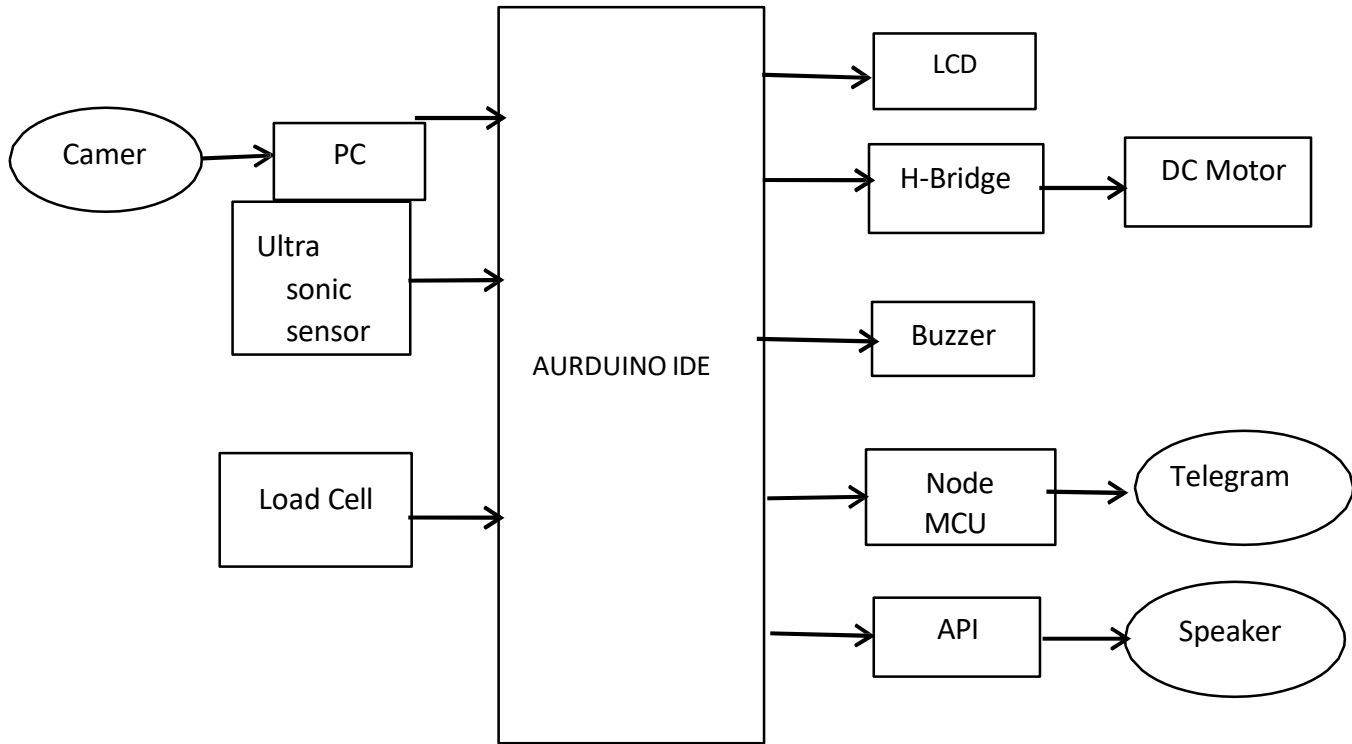 LCD
Camer
PC
H-Bridge
DC Motor
Ultra
sonic
sensor
Buzzer
AURDUINO IDE
Load Cell
Node
MCU
Telegram
API
Speaker